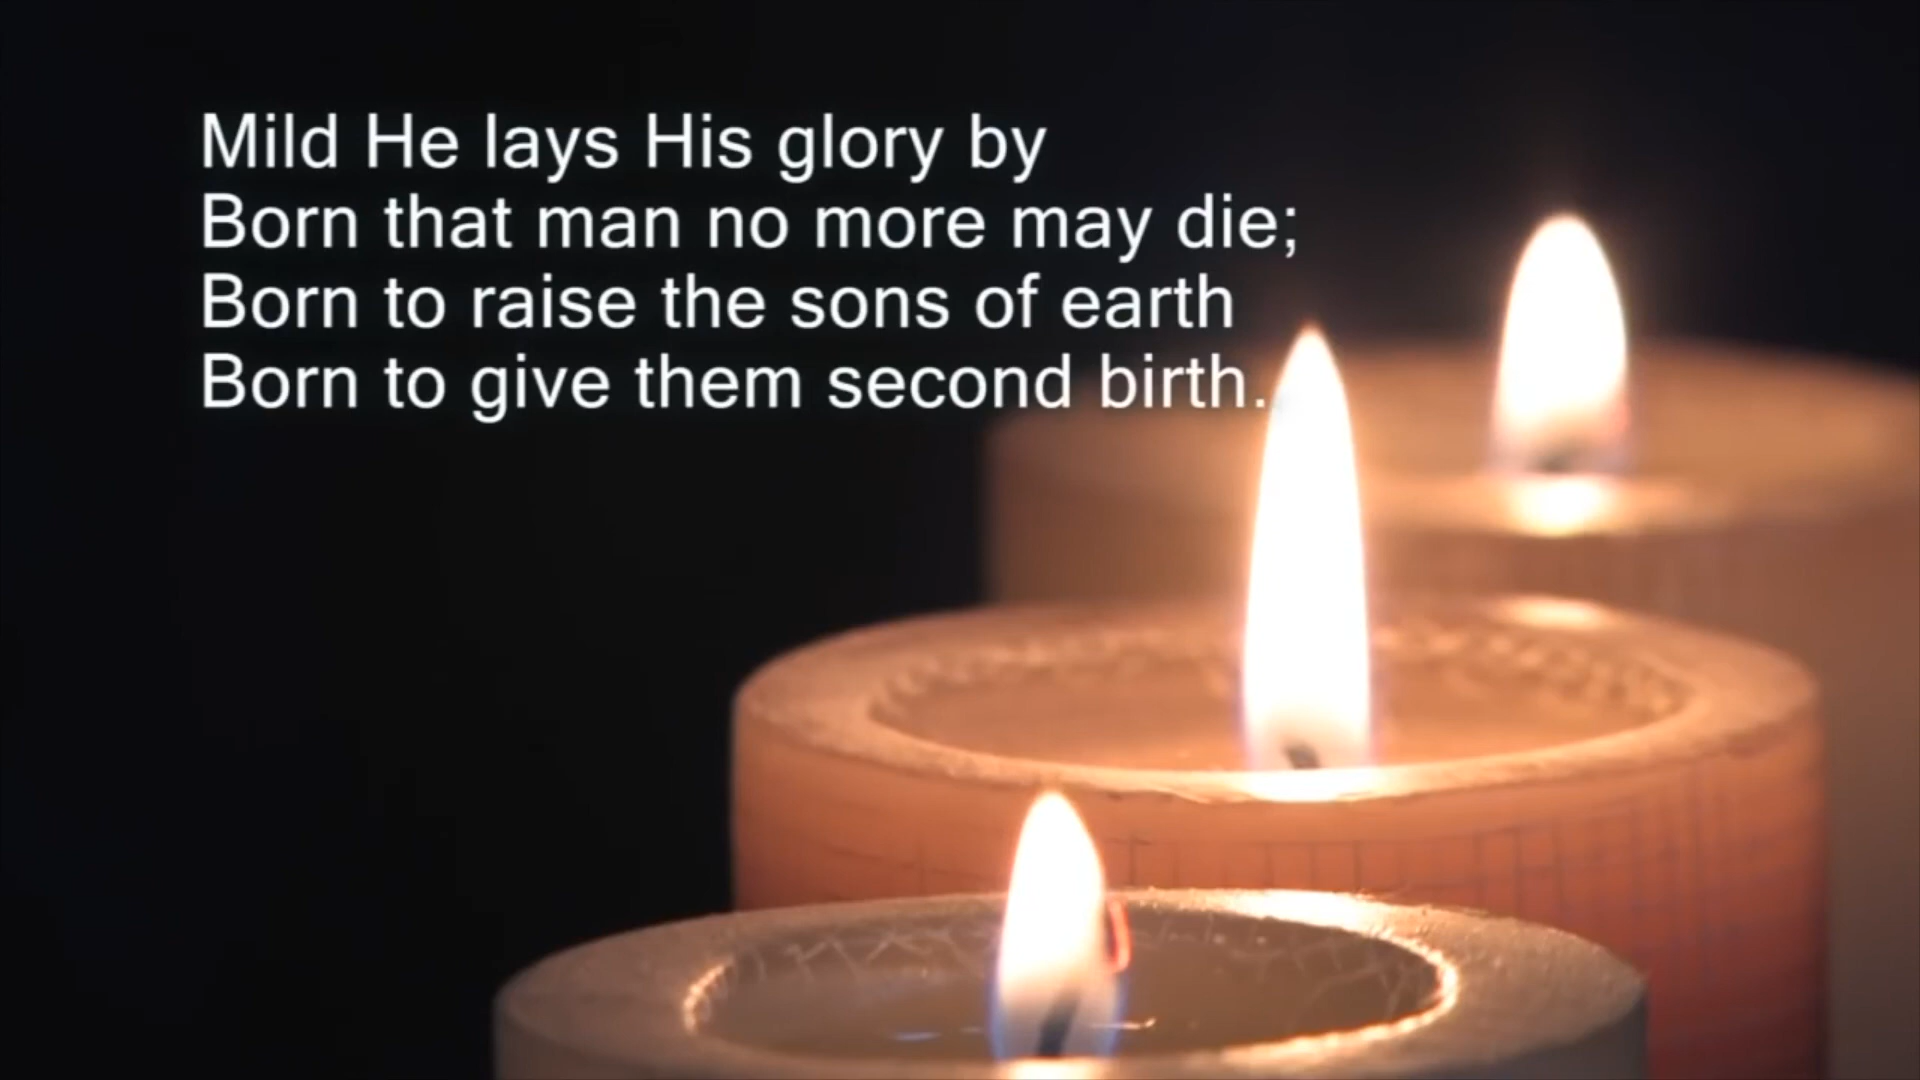 Mild He lays His glory by
Born that man no more may die;
Born to raise the sons of earth
Born to give them second birth.